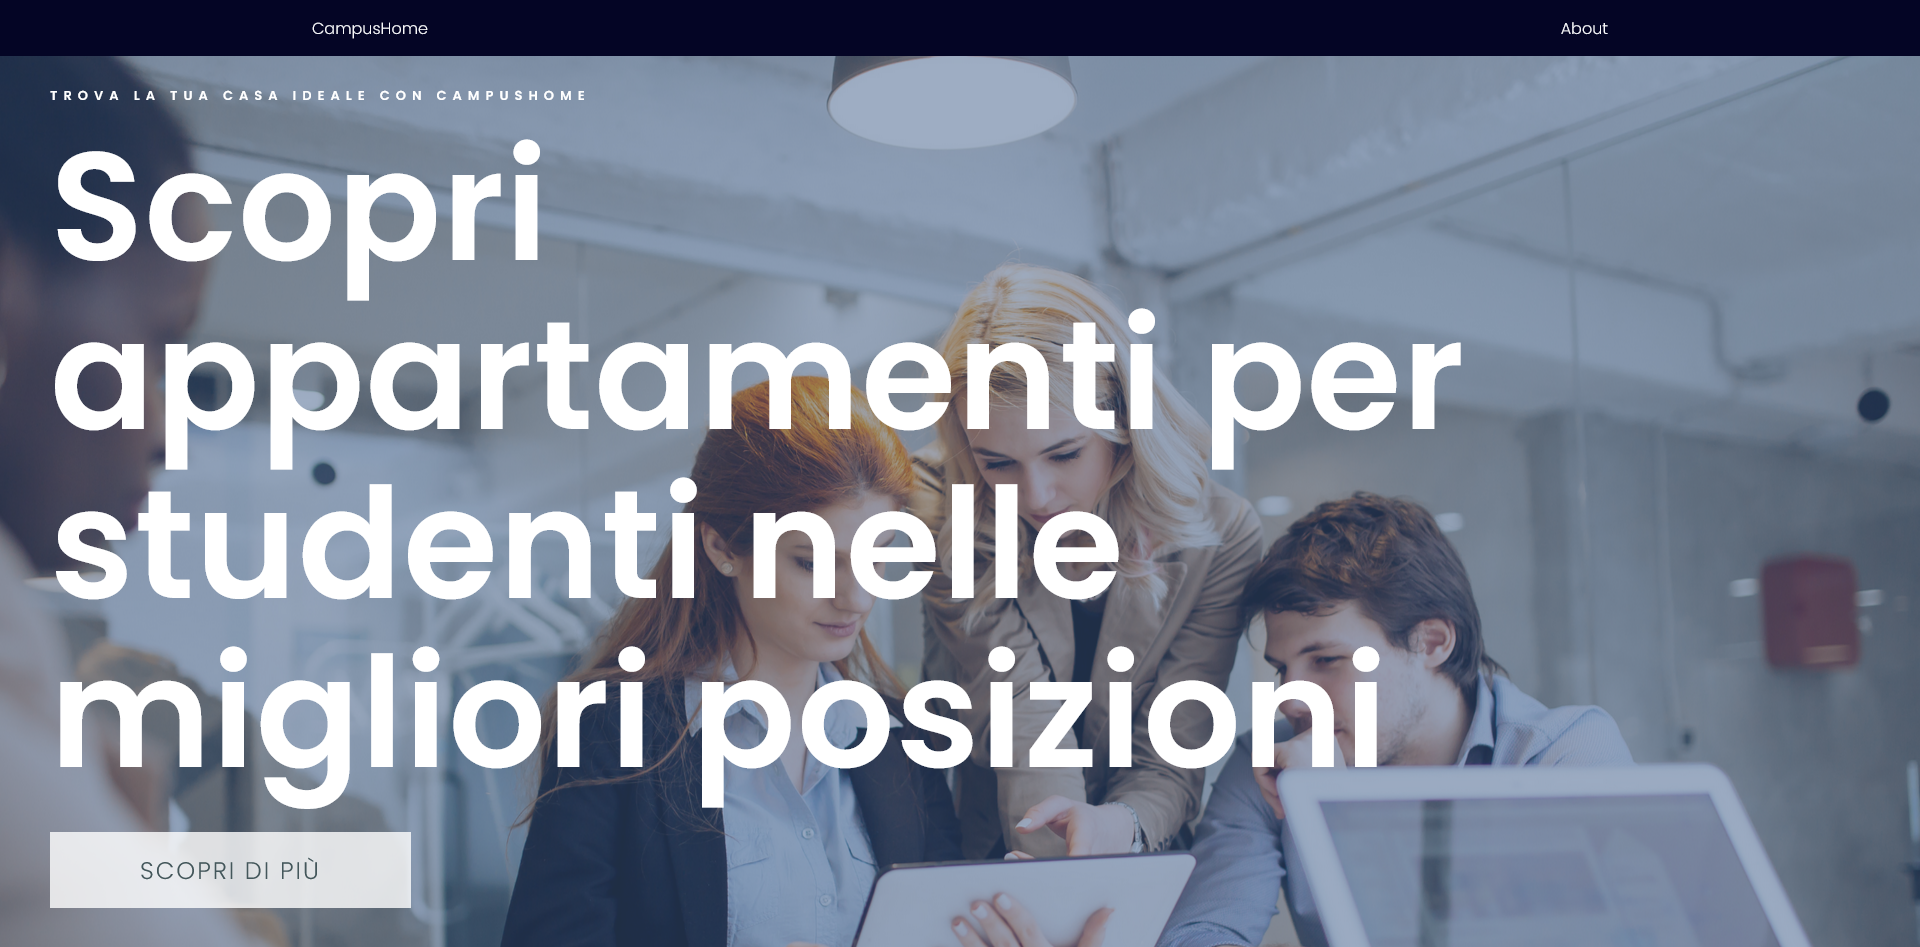 CampusHome
About
TROVA LA TUA CASA IDEALE CON CAMPUSHOME
Scopri
appartamenti per
studenti nelle
migliori posizioni
SCOPRI DI PIÙ